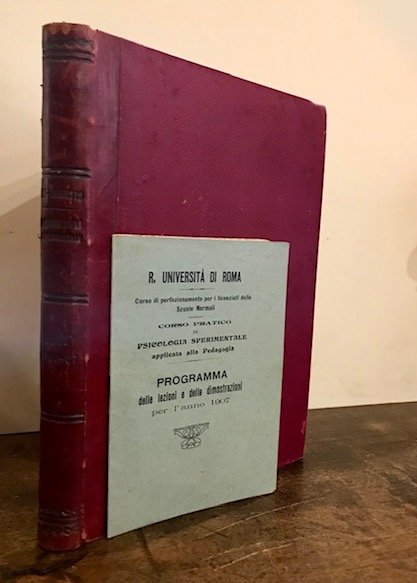 R. UNIVERSITÀ DI ROMA
Corso di perfezionamento per i licenziati delle
Scuole Normali
CORSO PRATICO
DI
PSICOLOGIA SPERIMENTALE
applicata alla Pedagogia
PROGRAMMA
delle lezioni e delle dimostrazioni
per l'anno 1907